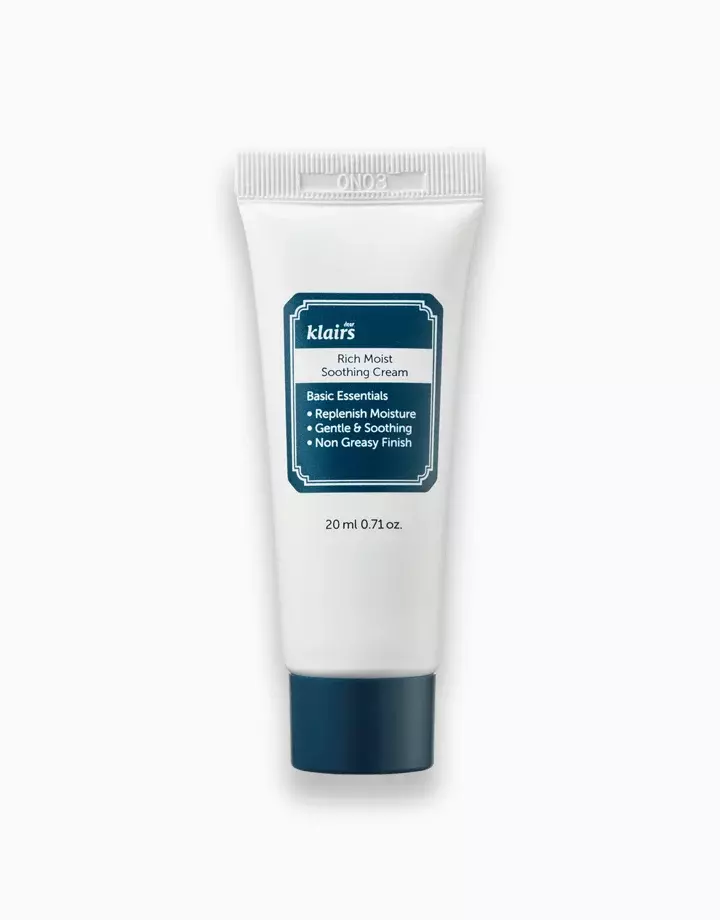 0N03
dear
klairs
Rich Moist
Soothing Cream
Basic Essentials
• Replenish Moisture
• Gentle & Soothing
• Non Greasy Finish
20 ml 0.71 oz.